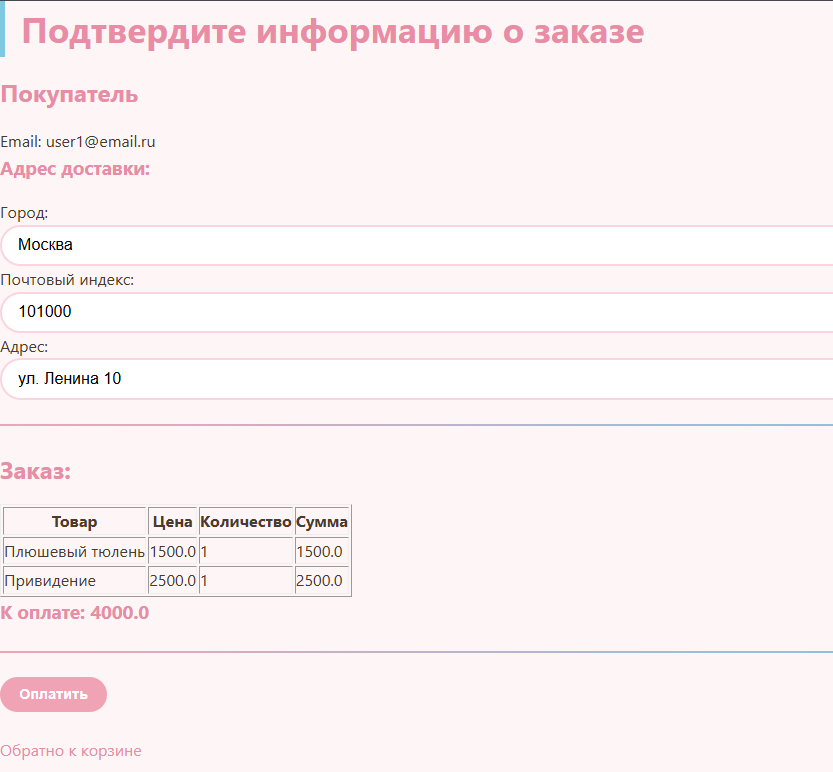 Подтвердите информацию о заказе
Покупатель
Email: user1@email.ru
Адрес доставки:
Город:
Москва
Почтовый индекс:
101000
Адрес:
ул. Ленина 10
Заказ:
Товар Цена Количество Сумма
Плюшевый тюлень 1500.0 1 1500.0
Привидение 2500.0 1 2500.0
К оплате: 4000.0
Оплатить
Обратно к корзине